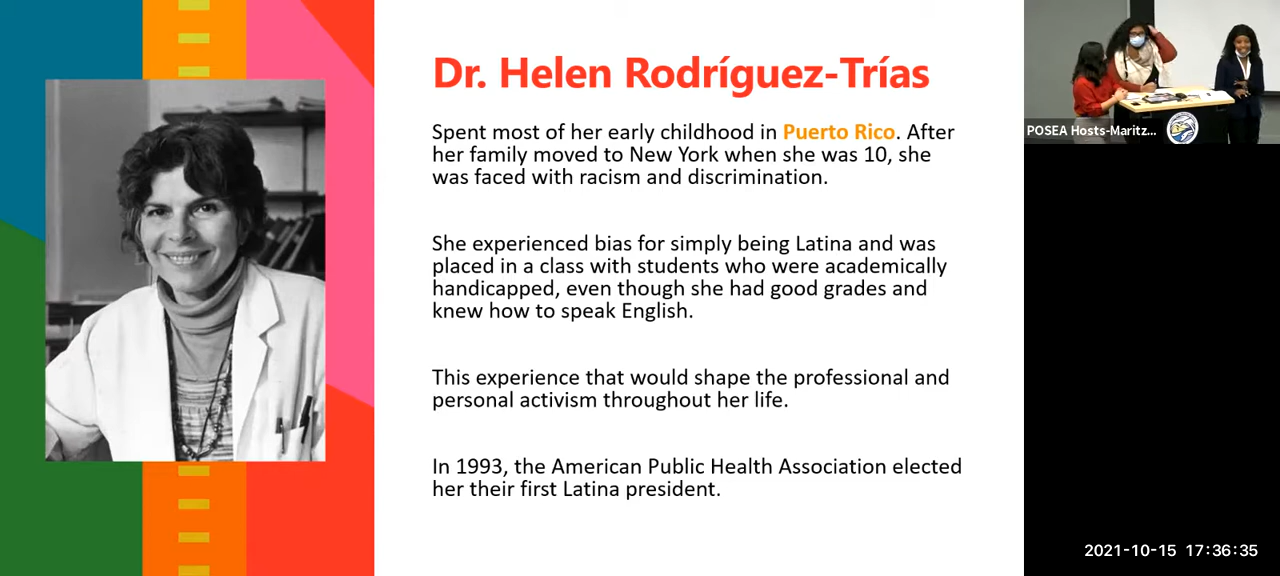 Dr. Helen Rodríguez-Trías
Spent most of her early childhood in Puerto Rico. After
her family moved to New York when she was 10, she
was faced with racism and discrimination.
She experienced bias for simply being Latina and was
placed in a class with students who were academically
handicapped, even though she had good grades and
knew how to speak English.
This experience that would shape the professional and
personal activism throughout her life.
In 1993, the American Public Health Association elected
her their first Latina president.
POSEA Hosts-Maritz...
2021-10-15 17:36:35